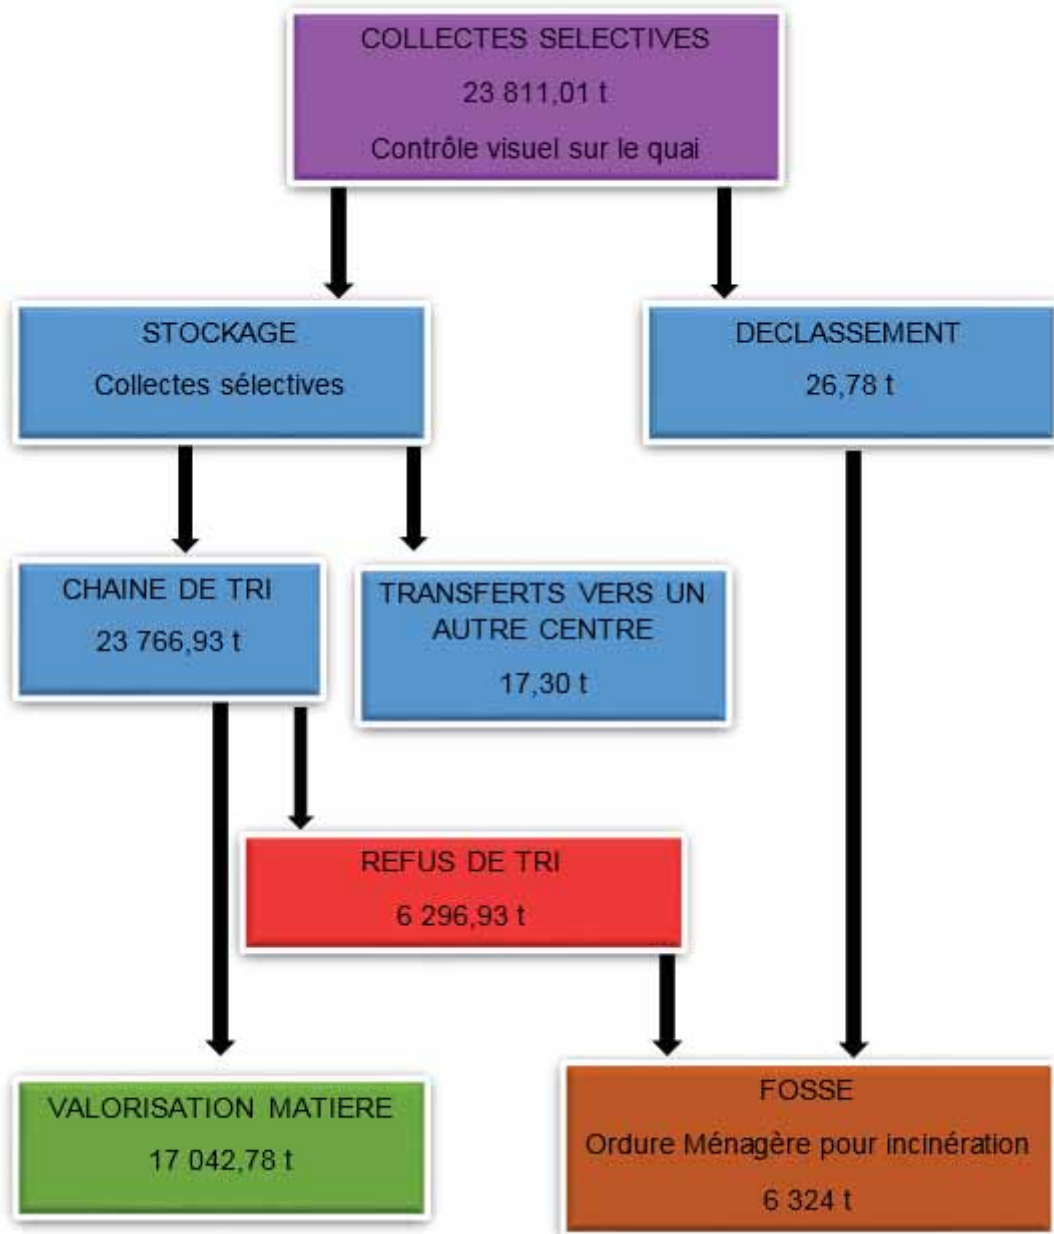 COLLECTES SELECTIVES
23 811,01 t
Contrôle visuel sur le quai
STOCKAGE
Collectes sélectives
DECLASSEMENT
26,78 t
CHAINE DE TRI
23 766,93 t
TRANSFERTS VERS UN
AUTRE CENTRE
17,30 t
REFUS DE TRI
6 296,93 t
VALORISATION MATIERE
17 042,78 t
FOSSE
Ordure Ménagère pour incinération
6 324 t